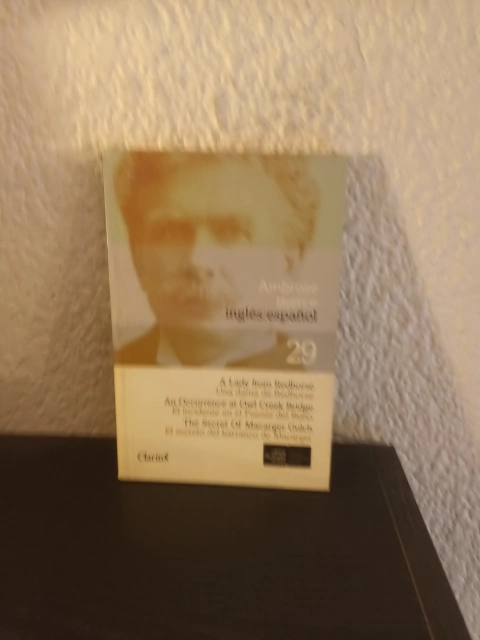 Ambrose
Bierce
inglés.español
29
A Lady from Redhorse
Una dama de Redhorse
An Occurrence at Owl Creek Bridge
El incidente en el Puente del Búho
The Secret Of Macarger Gulch
El secreto del barranco de Macarger
Clarín